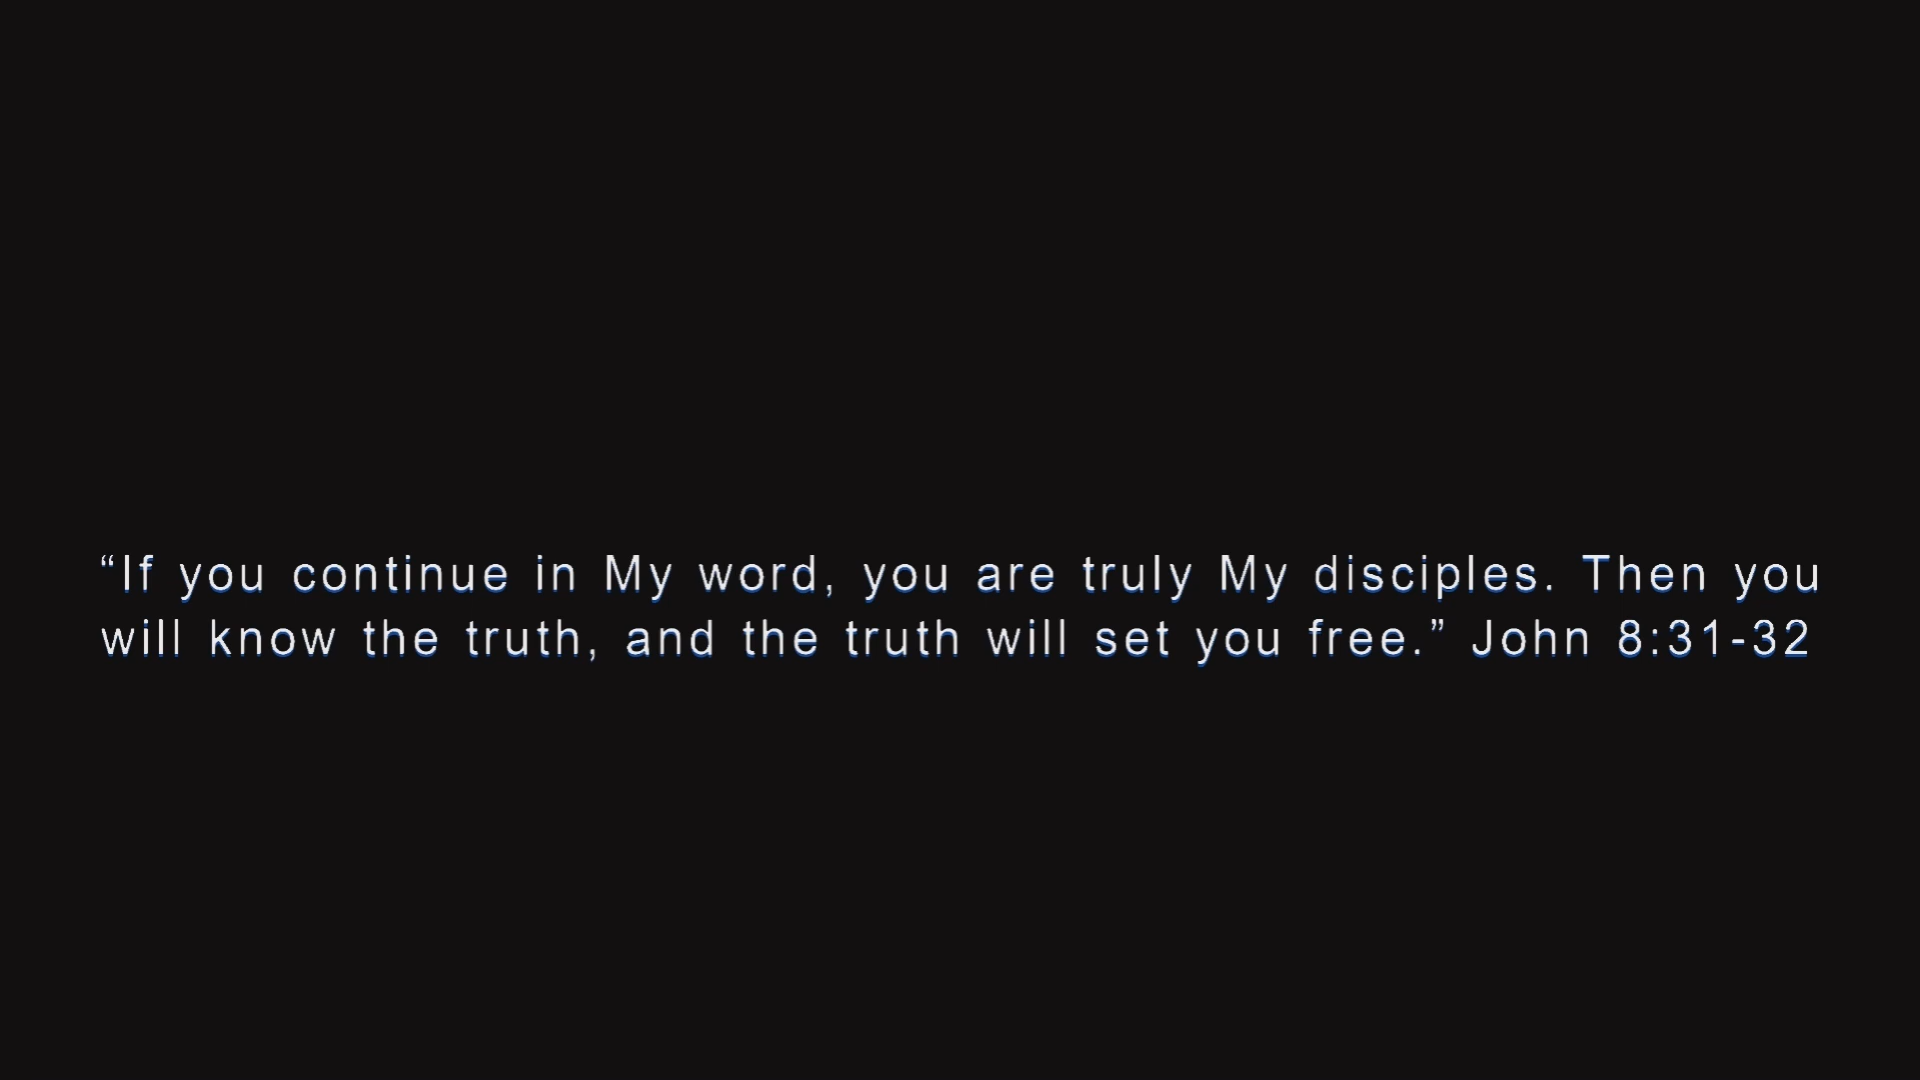 “If you continue in My word, you are truly My disciples. Then you
will know the truth, and the truth will set you free.” John 8:31-32